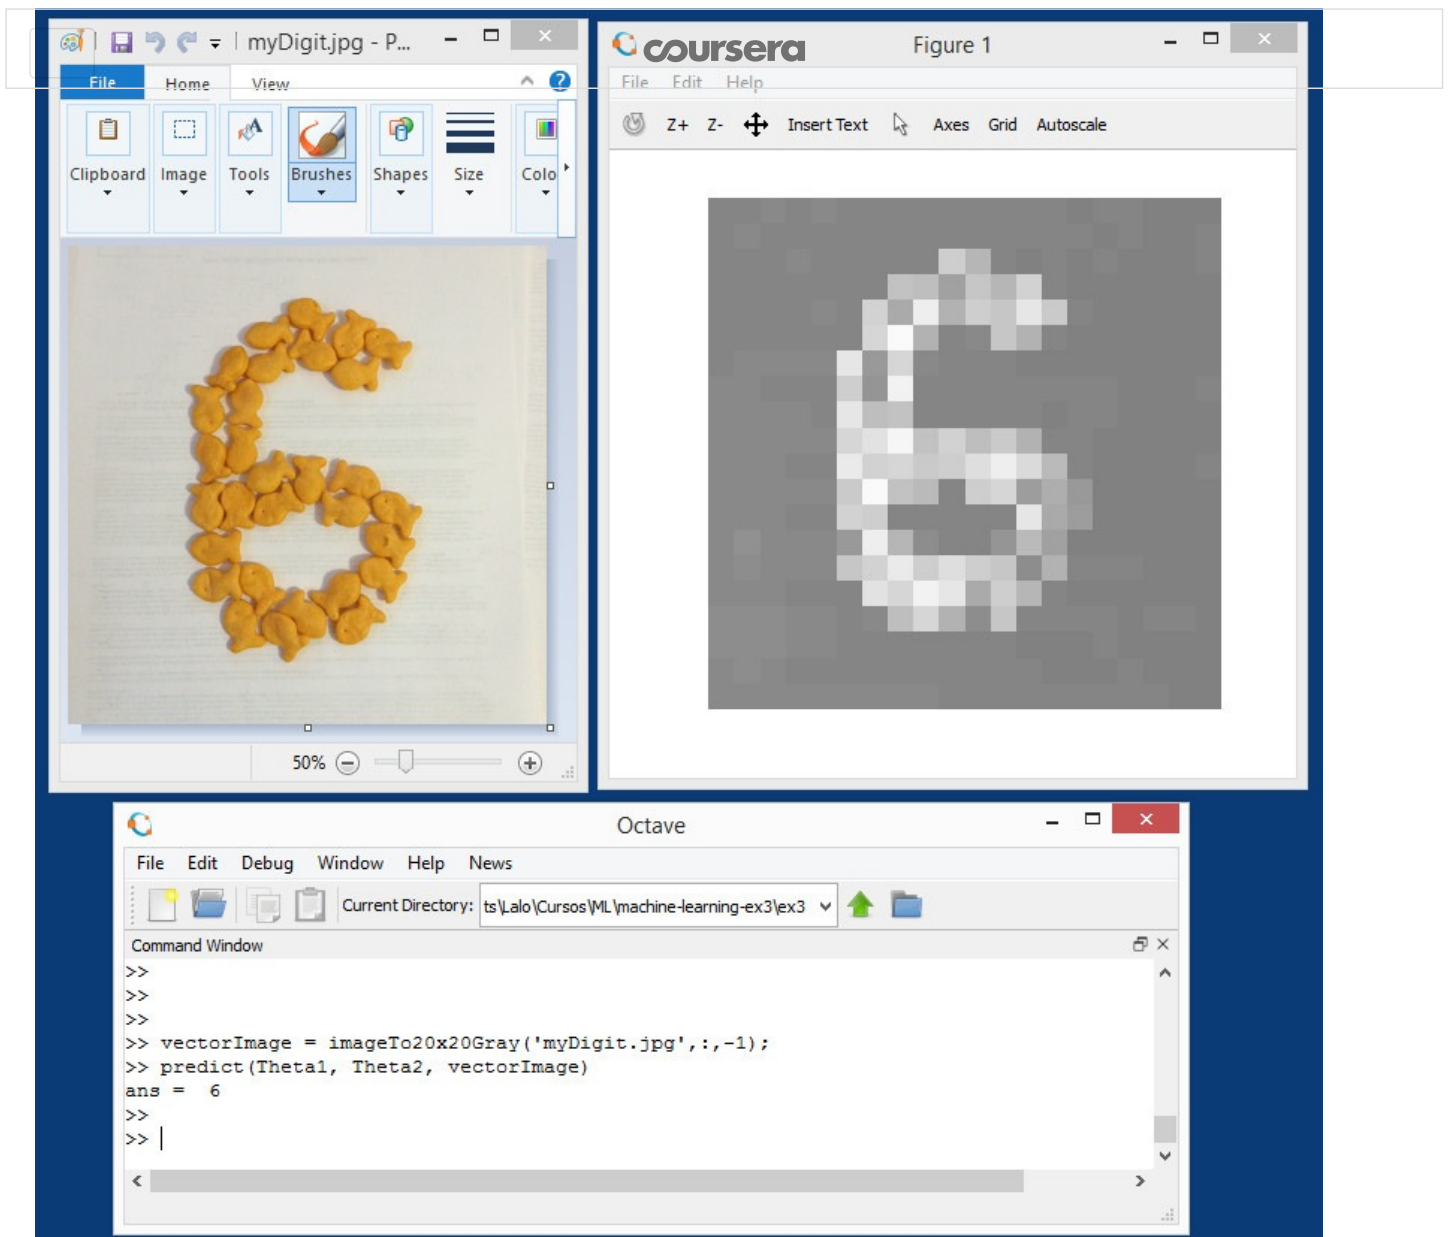 myDigit.jpg - P...
File Home View
Clipboard Image Tools Brushes Shapes Size Colo
50%
coursera
Figure 1
File Edit Help
Z+ Z- Insert Text Axes Grid Autoscale
Octave
File Edit Debug Window Help News
Current Directory: ts\Lalo\Cursos\ML\machine-learning-ex3\ex3
Command Window
>>
>>
>>
>> vectorImage = imageTo20x20Gray('myDigit.jpg',:,-1);
>> predict(Theta1, Theta2, vectorImage)
ans =  6
>>
>>